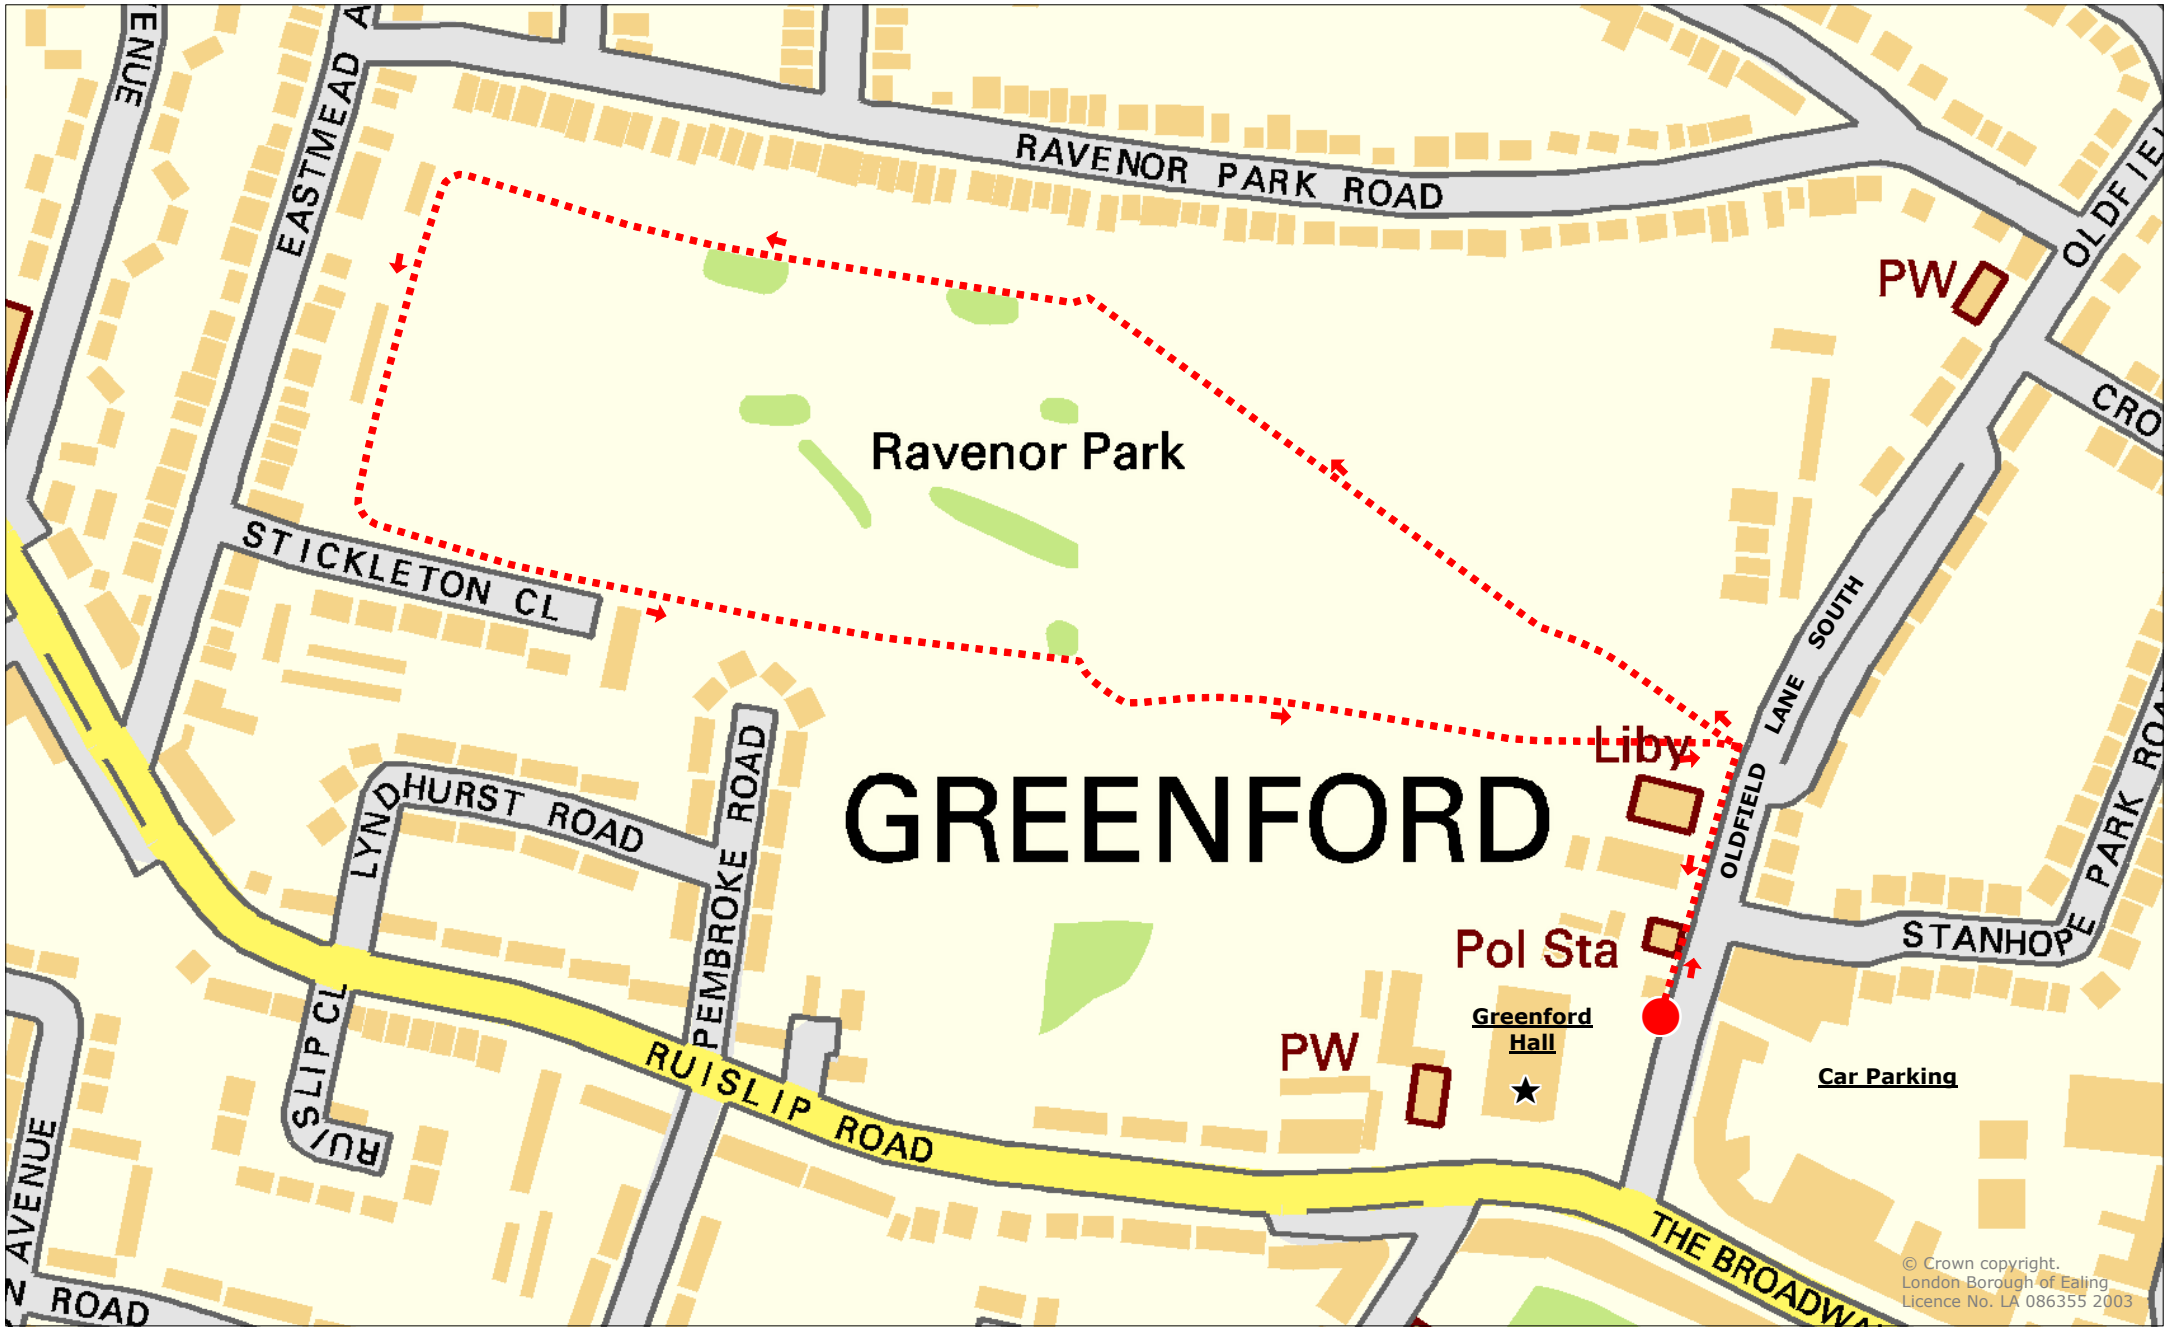 ENUE
EASTMEAD A
RAVENOR PARK ROAD
OLDFIEL
PW
CRO
Ravenor Park
STICKLETON CL
OLDFIELD LANE SOUTH
Liby
GREENFORD
LYNDHURST ROAD
PEMBROKE ROAD
PARK ROA
STANHOPE
Pol Sta
Greenford
Hall
PW
Car Parking
RUISLIP CL
RUISLIP ROAD
AVENUE
N ROAD
THE BROADWA
© Crown copyright.
London Borough of Ealing
Licence No. LA 086355 2003